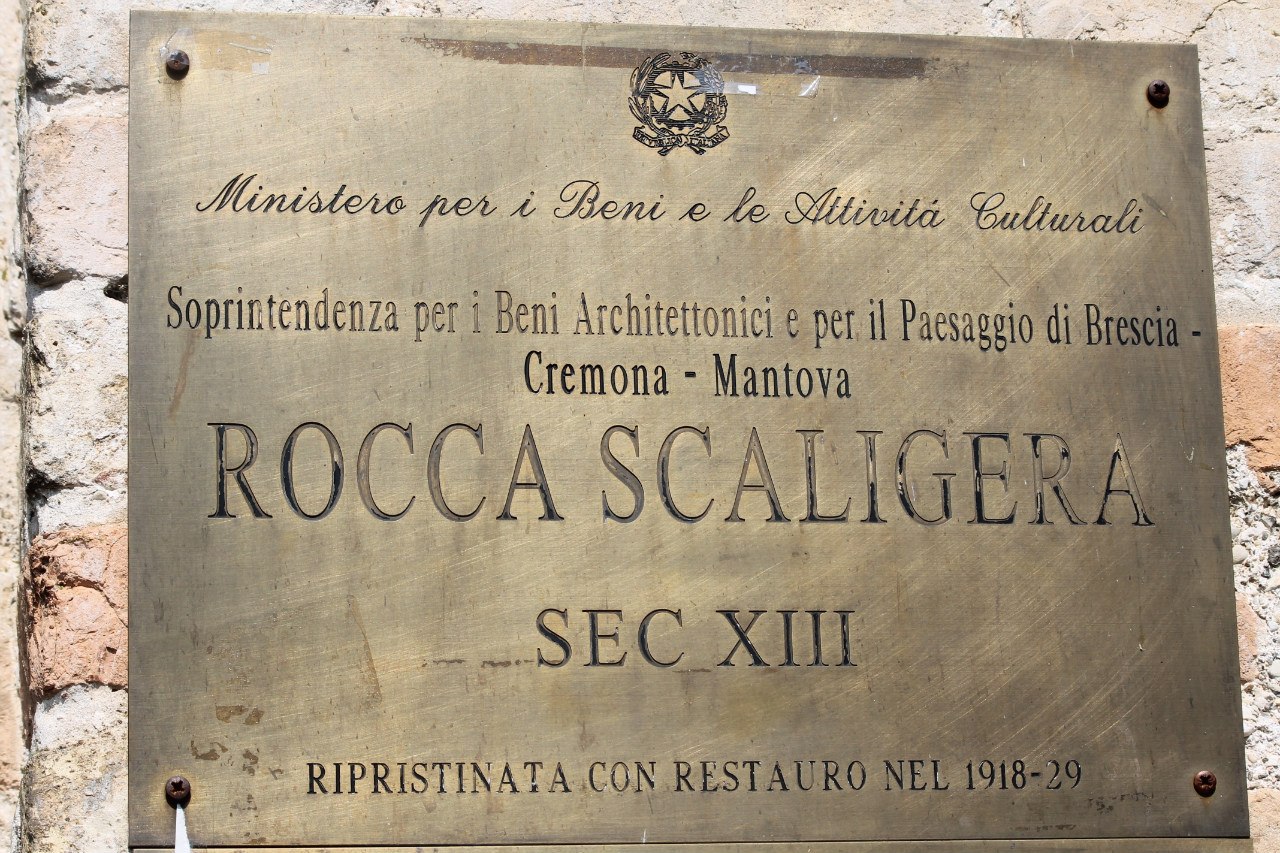 Ministero per i Beni e le Attivitá Culturali
Soprintendenza per i Beni Architettonici e per il Paesaggio di Brescia -
Cremona - Mantova
ROCCA SCALIGERA
SEC XIII
RIPRISTINATA CON RESTAURO NEL 1918-29